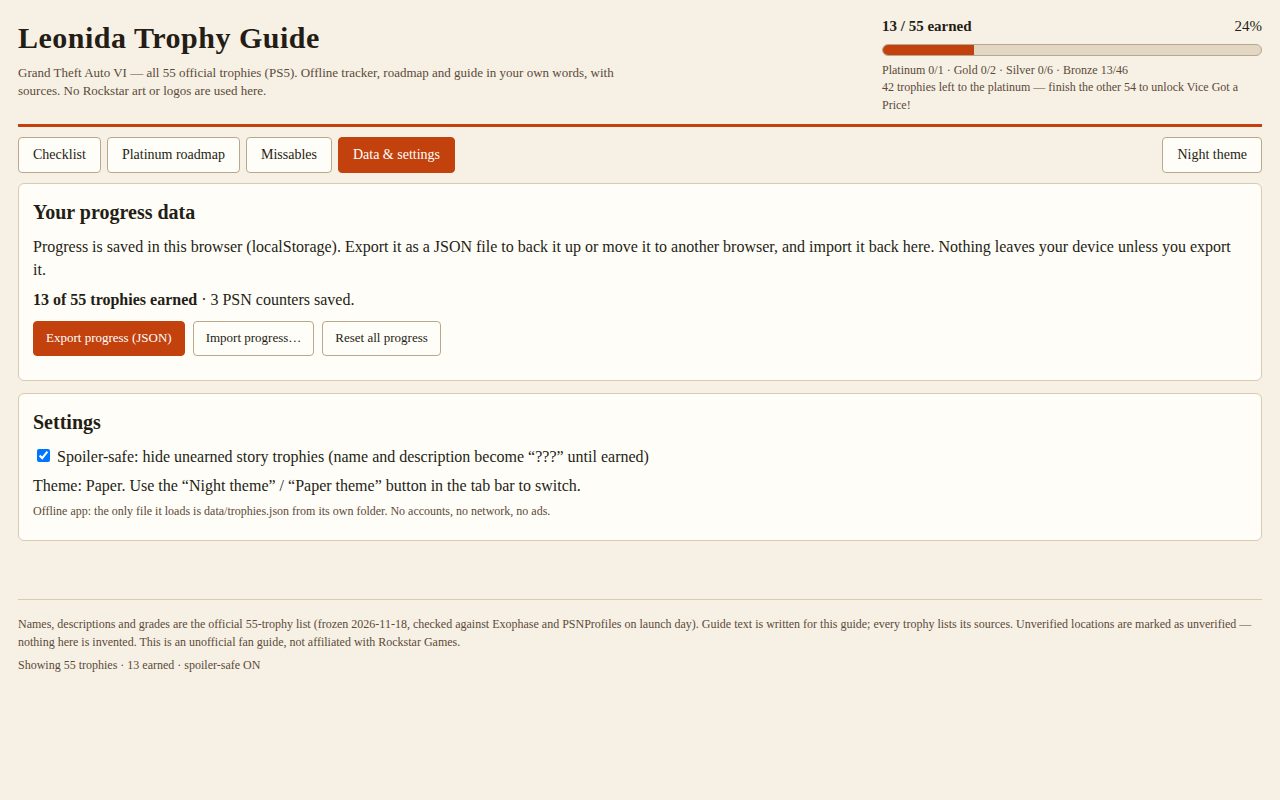 Leonida Trophy Guide
Grand Theft Auto VI — all 55 official trophies (PS5). Offline tracker, roadmap and guide in your own words, with
sources. No Rockstar art or logos are used here.
13 / 55 earned 24%
Platinum 0/1 · Gold 0/2 · Silver 0/6 · Bronze 13/46
42 trophies left to the platinum — finish the other 54 to unlock Vice Got a
Price!
Checklist Platinum roadmap Missables Data & settings Night theme
Your progress data
Progress is saved in this browser (localStorage). Export it as a JSON file to back it up or move it to another browser, and import it back here. Nothing leaves your device unless you export
it.
13 of 55 trophies earned · 3 PSN counters saved.
Export progress (JSON) Import progress… Reset all progress
Settings
Spoiler-safe: hide unearned story trophies (name and description become “???” until earned)
Theme: Paper. Use the “Night theme” / “Paper theme” button in the tab bar to switch.
Offline app: the only file it loads is data/trophies.json from its own folder. No accounts, no network, no ads.
Names, descriptions and grades are the official 55-trophy list (frozen 2026-11-18, checked against Exophase and PSNProfiles on launch day). Guide text is written for this guide; every trophy lists its sources. Unverified locations are marked as unverified —
nothing here is invented. This is an unofficial fan guide, not affiliated with Rockstar Games.
Showing 55 trophies · 13 earned · spoiler-safe ON